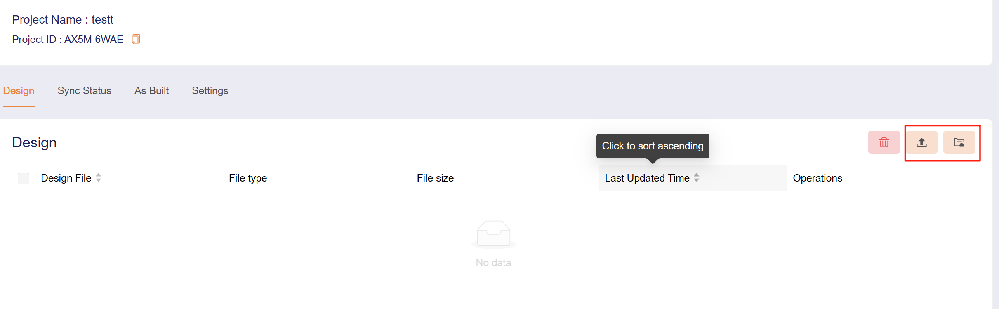 Project Name : testt
Project ID : AX5M-6WAE
Design Sync Status As Built Settings
Design
Click to sort ascending
Design File File type File size Last Updated Time Operations
No data